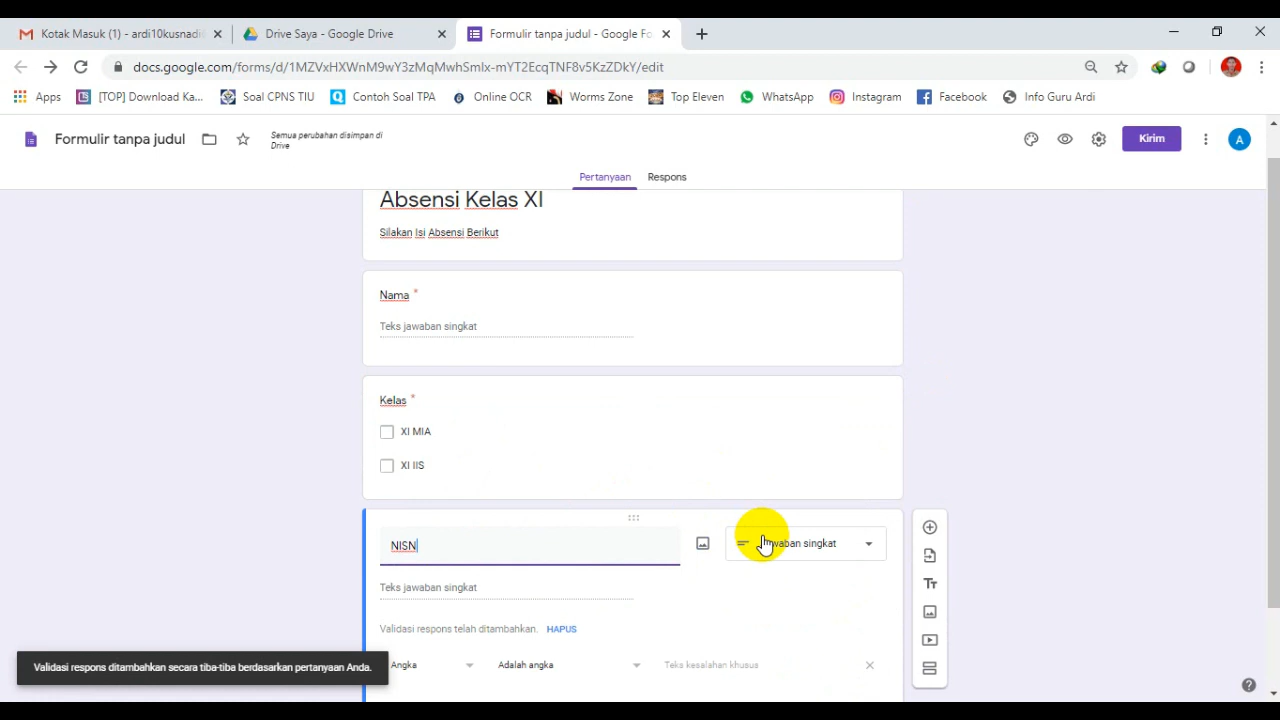 Kotak Masuk (1) - ardi10kusnadi
Drive Saya - Google Drive
Formulir tanpa judul - Google Fo
docs.google.com/forms/d/1MZVxHXWnM9wY3zMqMwhSmIx-mYT2EcqTNF8v5KzZDkY/edit
Apps
[TOP] Download Ka...
Soal CPNS TIU
Contoh Soal TPA
Online OCR
Worms Zone
Top Eleven
WhatsApp
Instagram
Facebook
Info Guru Ardi
Formulir tanpa judul
Semua perubahan disimpan di
Drive
Kirim
A
Pertanyaan
Respons
Absensi Kelas XI
Silakan Isi Absensi Berikut
Nama *
Teks jawaban singkat
Kelas *
XI MIA
XI IIS
NISN
waban singkat
Teks jawaban singkat
Tт
Validasi respons telah ditambahkan. HAPUS
Validasi respons ditambahkan secara tiba-tiba berdasarkan pertanyaan Anda.
Angka
Adalah angka
Teks kesalahan khusus